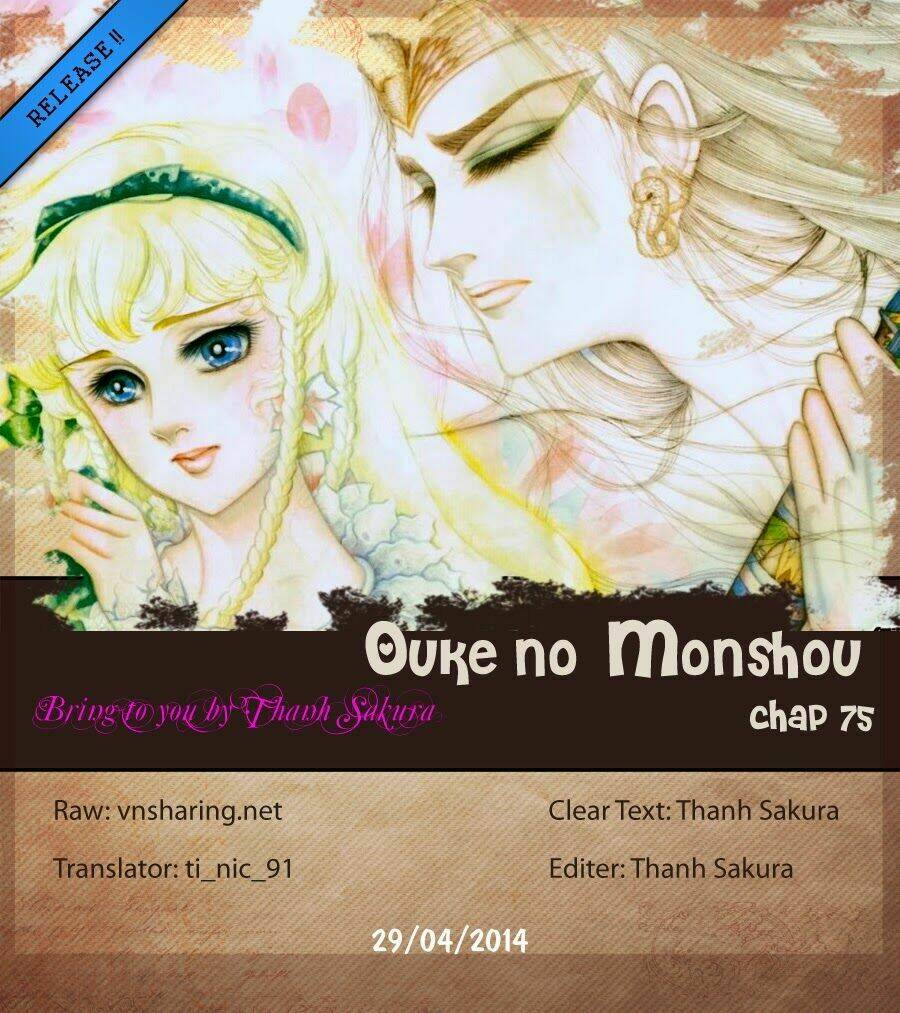 RELEASE !!
Ouke no Monshou
Bring to you by Thanh Sakura
chap 75
Raw: vnsharing.net
Clear Text: Thanh Sakura
Translator: ti_nic_91
Editer: Thanh Sakura
29/04/2014